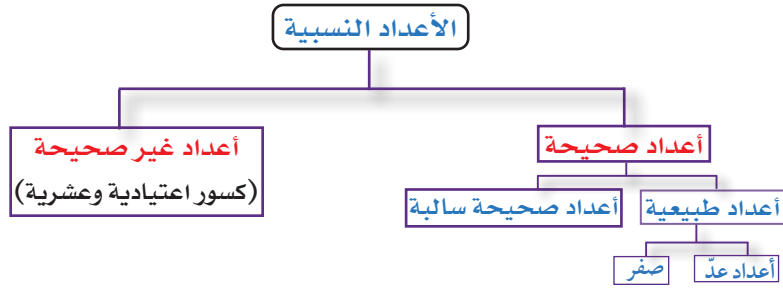 الأعداد النسبية
أعداد صحيحة
أعداد غير صحيحة
(كسور اعتيادية وعشرية)
أعداد طبيعية
أعداد صحيحة سالبة
أعداد عدّ
صفر